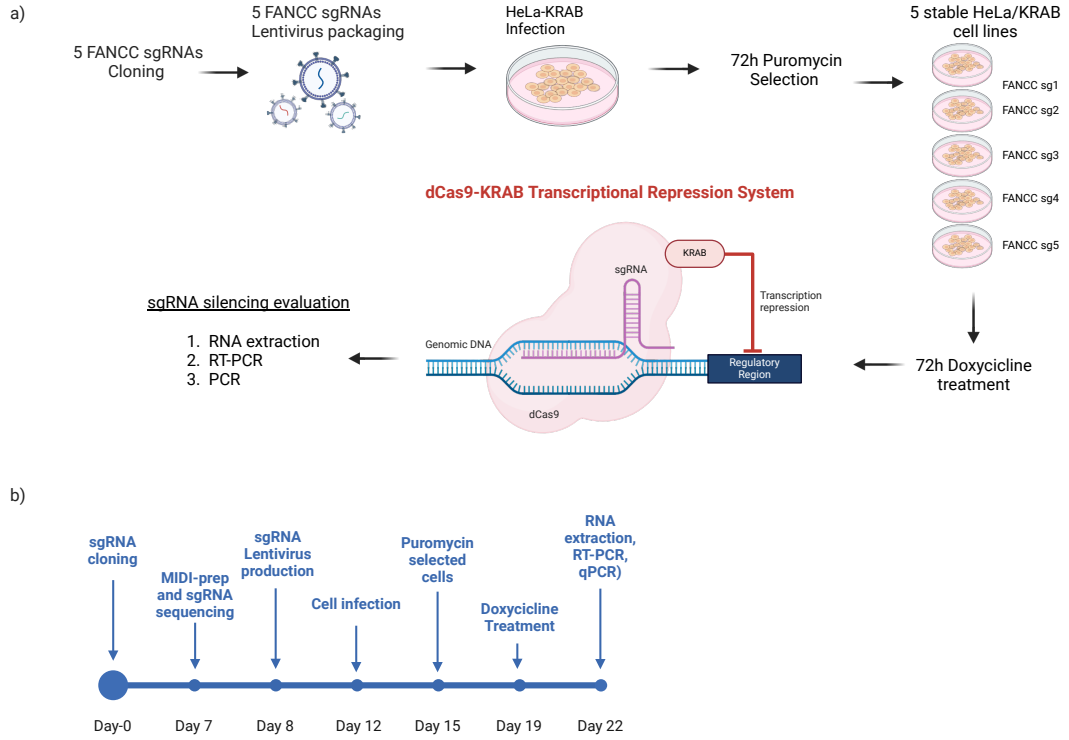 a)
5 FANCC sgRNAs
Cloning
5 FANCC sgRNAs
Lentivirus packaging
HeLa-KRAB
Infection
72h Puromycin
Selection
5 stable HeLa/KRAB
cell lines
FANCC sg1
FANCC sg2
FANCC sg3
FANCC sg4
FANCC sg5
dCas9-KRAB Transcriptional Repression System
KRAB
sgRNA
Transcription
repression
Genomic DNA
Regulatory
Region
dCas9
72h Doxycicline
treatment
sgRNA silencing evaluation
1. RNA extraction
2. RT-PCR
3. PCR
b)
sgRNA
cloning
MIDI-prep
and sgRNA
sequencing
sgRNA
Lentivirus
production
Cell infection
Puromycin
selected
cells
Doxycicline
Treatment
RNA
extraction,
RT-PCR,
qPCR)
Day-0
Day 7
Day 8
Day 12
Day 15
Day 19
Day 22